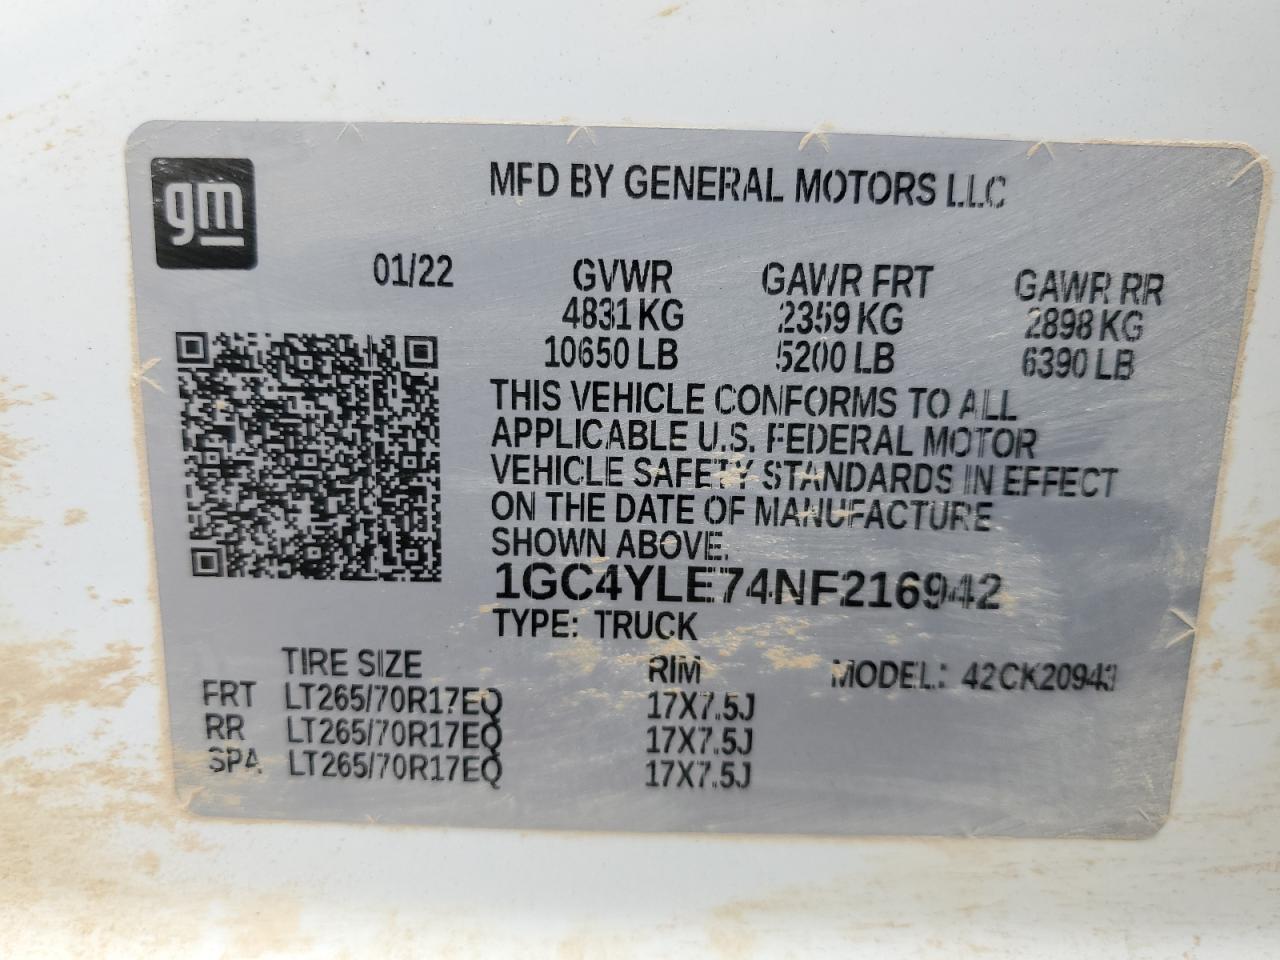 gm
MFD BY GENERAL MOTORS LLC
01/22 GVWR GAWR FRT GAWR RR
4831 KG 2359 KG 2898 KG
10650 LB 5200 LB 6390 LB
THIS VEHICLE CONFORMS TO ALL
APPLICABLE U.S. FEDERAL MOTOR
VEHICLE SAFETY STANDARDS IN EFFECT
ON THE DATE OF MANUFACTURE
SHOWN ABOVE.
1GC4YLE74NF216942
TYPE: TRUCK
TIRE SIZE RIM MODEL: 42CK20943
FRT LT265/70R17EQ 17X7.5J
RR LT265/70R17EQ 17X7.5J
SPA LT265/70R17EQ 17X7.5J